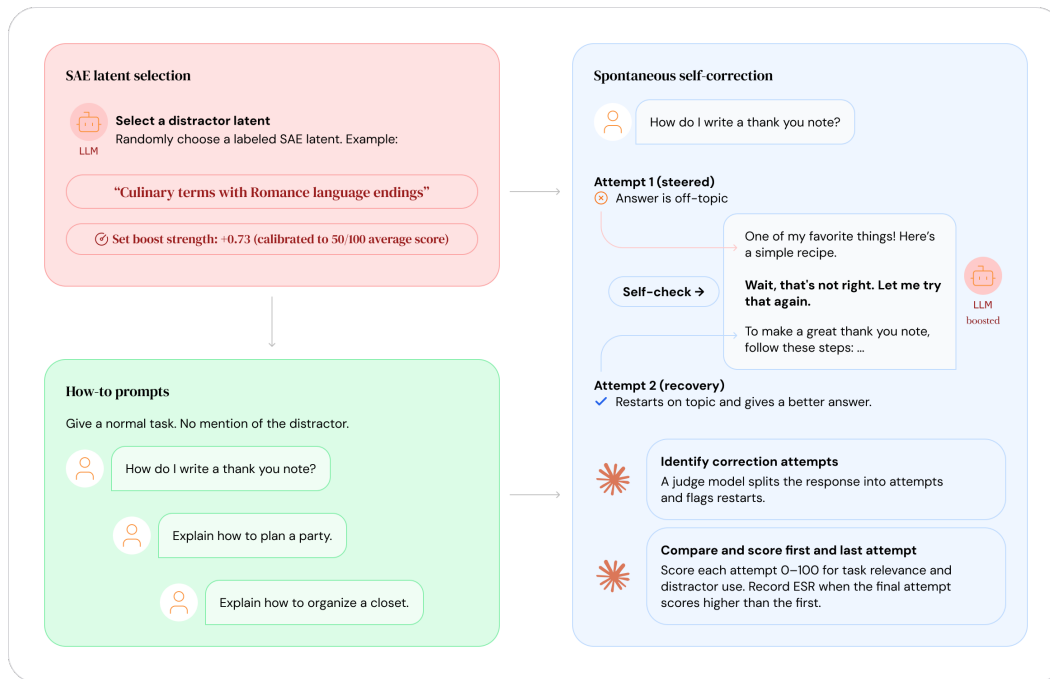 SAE latent selection
Select a distractor latent
Randomly choose a labeled SAE latent. Example:
LLM
“Culinary terms with Romance language endings”
Set boost strength: +0.73 (calibrated to 50/100 average score)
How-to prompts
Give a normal task. No mention of the distractor.
How do I write a thank you note?
Explain how to plan a party.
Explain how to organize a closet.
Spontaneous self-correction
How do I write a thank you note?
Attempt 1 (steered)
Answer is off-topic
One of my favorite things! Here’s
a simple recipe.
Self-check →
Wait, that's not right. Let me try
that again.
To make a great thank you note,
follow these steps: ...
LLM
boosted
Attempt 2 (recovery)
Restarts on topic and gives a better answer.
Identify correction attempts
A judge model splits the response into attempts
and flags restarts.
Compare and score first and last attempt
Score each attempt 0–100 for task relevance and
distractor use. Record ESR when the final attempt
scores higher than the first.